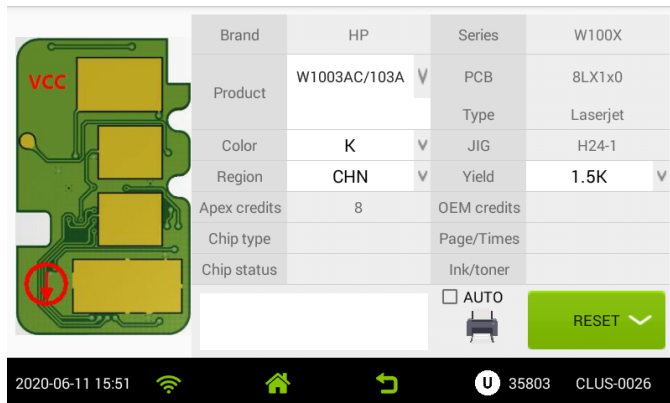 VCC
Brand HP Series W100X
Product W1003AC/103A PCB 8LX1x0
Type Laserjet
Color K JIG H24-1
Region CHN Yield 1.5K
Apex credits 8 OEM credits
Chip type Page/Times
Chip status Ink/toner
AUTO
RESET
2020-06-11 15:51 U 35803 CLUS-0026